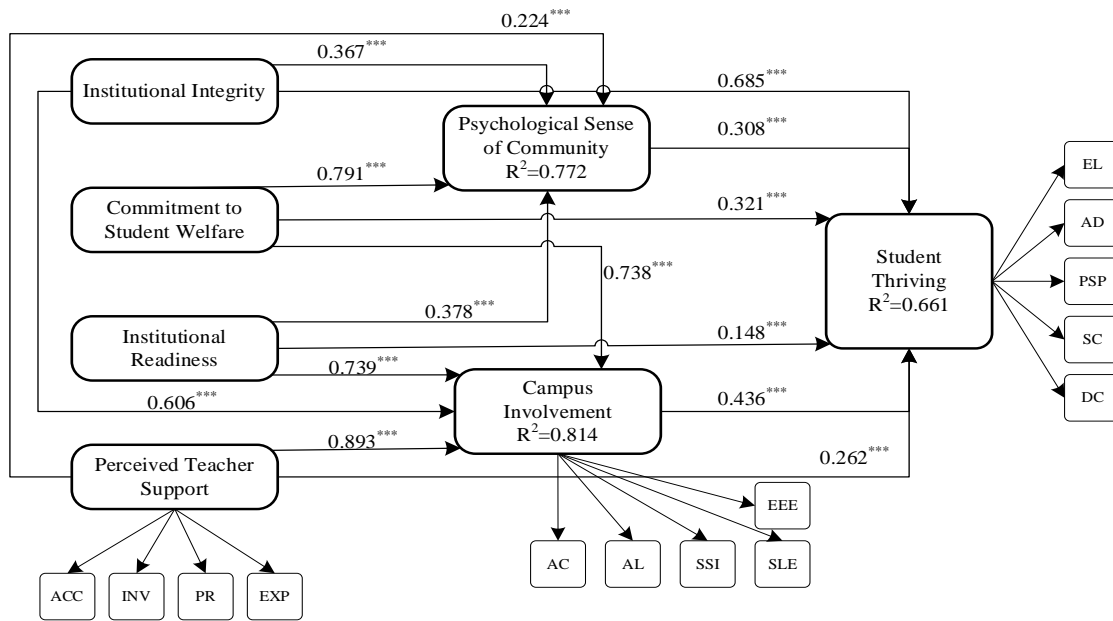 0.224***
0.367***
Institutional Integrity
0.685***
Psychological Sense
of Community
R²=0.772
0.308***
EL
0.791***
Commitment to
Student Welfare
0.321***
AD
Student
Thriving
R²=0.661
0.738***
PSP
0.378***
Institutional
Readiness
0.148***
SC
0.739***
Campus
Involvement
R²=0.814
0.606***
0.436***
DC
0.893***
Perceived Teacher
Support
0.262***
EEE
AC
AL
SSI
SLE
ACC
INV
PR
EXP